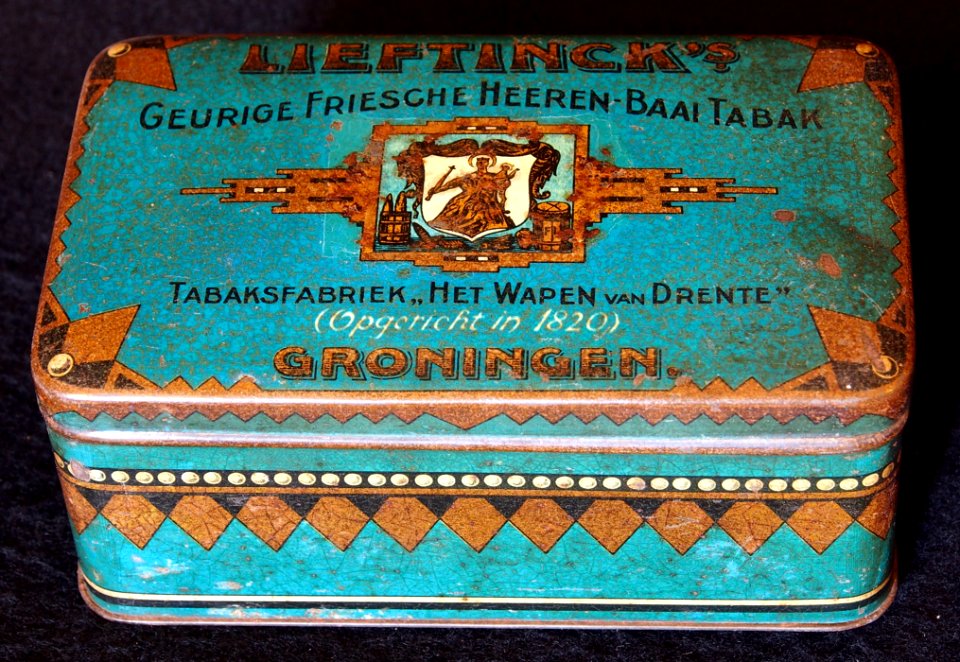 LIEFTINCK'S
GEURIGE FRIESCHE HEEREN-BAAI TABAK
TABAKSFABRIEK „HET WAPEN VAN DRENTE"
(Opgericht in 1820)
GRONINGEN.